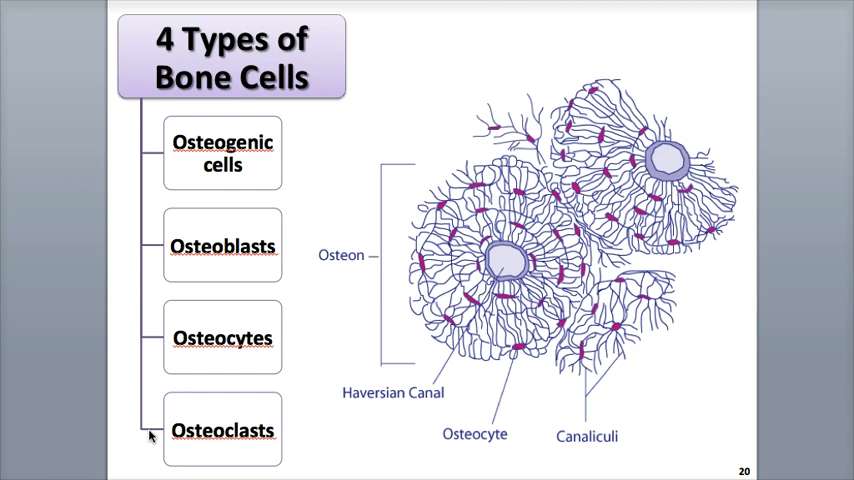 4 Types of
Bone Cells
Osteogenic
cells
Osteoblasts
Osteocytes
Osteoclasts
Osteon
Haversian Canal
Osteocyte
Canaliculi
20